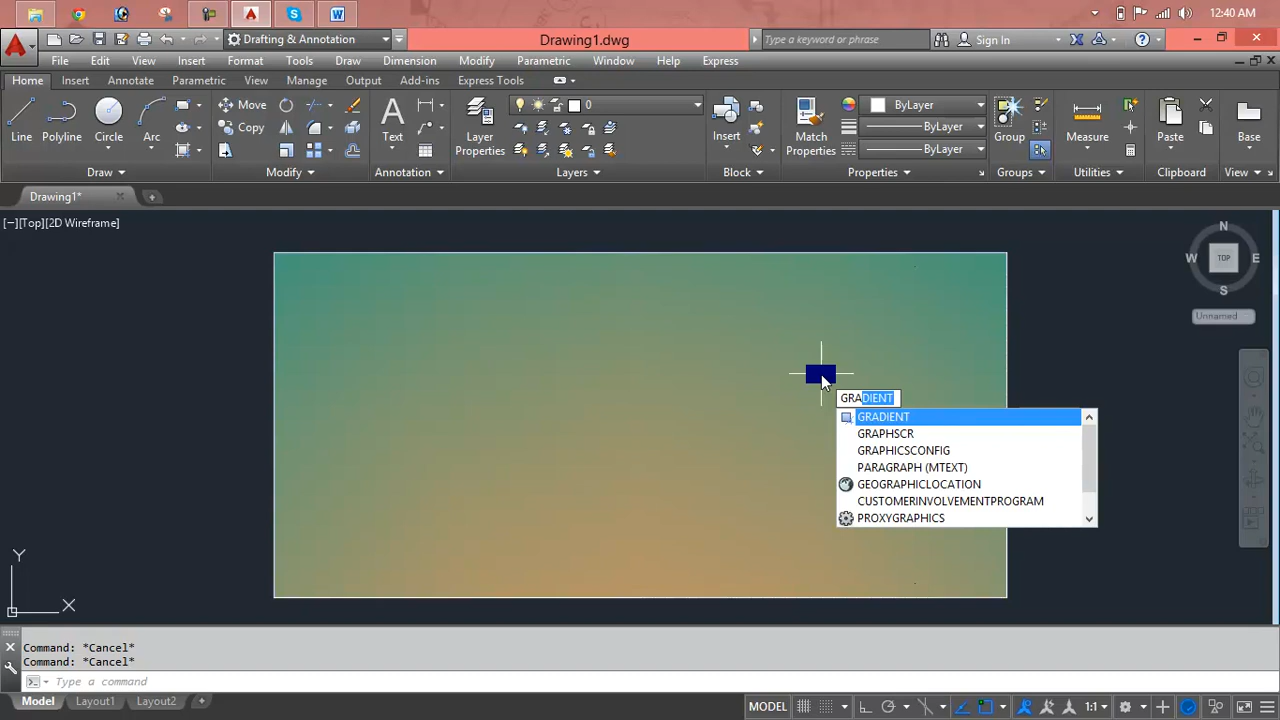 12:40 AM
Drafting & Annotation
Drawing1.dwg
Type a keyword or phrase
Sign In
File Edit View Insert Format Tools Draw Dimension Modify Parametric Window Help Express
Home Insert Annotate Parametric View Manage Output Add-ins Express Tools
Move
Copy
Line Polyline Circle Arc
Text
Layer
Properties
0
Insert
Match
Properties
ByLayer
ByLayer
ByLayer
Group
Measure
Paste
Base
Draw Modify Annotation Layers Block Properties Groups Utilities Clipboard View
Drawing1*
[−][Top][2D Wireframe]
N
W TOP E
S
Unnamed
GRADIENT
GRADIENT
GRAPHSCR
GRAPHICSCONFIG
PARAGRAPH (MTEXT)
GEOGRAPHICLOCATION
CUSTOMERINVOLVEMENTPROGRAM
PROXYGRAPHICS
Y
X
Command: *Cancel*
Command: *Cancel*
Type a command
Model Layout1 Layout2 +
MODEL
1:1